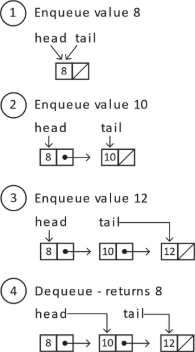 1 Enqueue value 8
head tail
8
2 Enqueue value 10
head tail
8 10
3 Enqueue value 12
head tail
8 10 12
4 Dequeue - returns 8
head tail
8 10 12